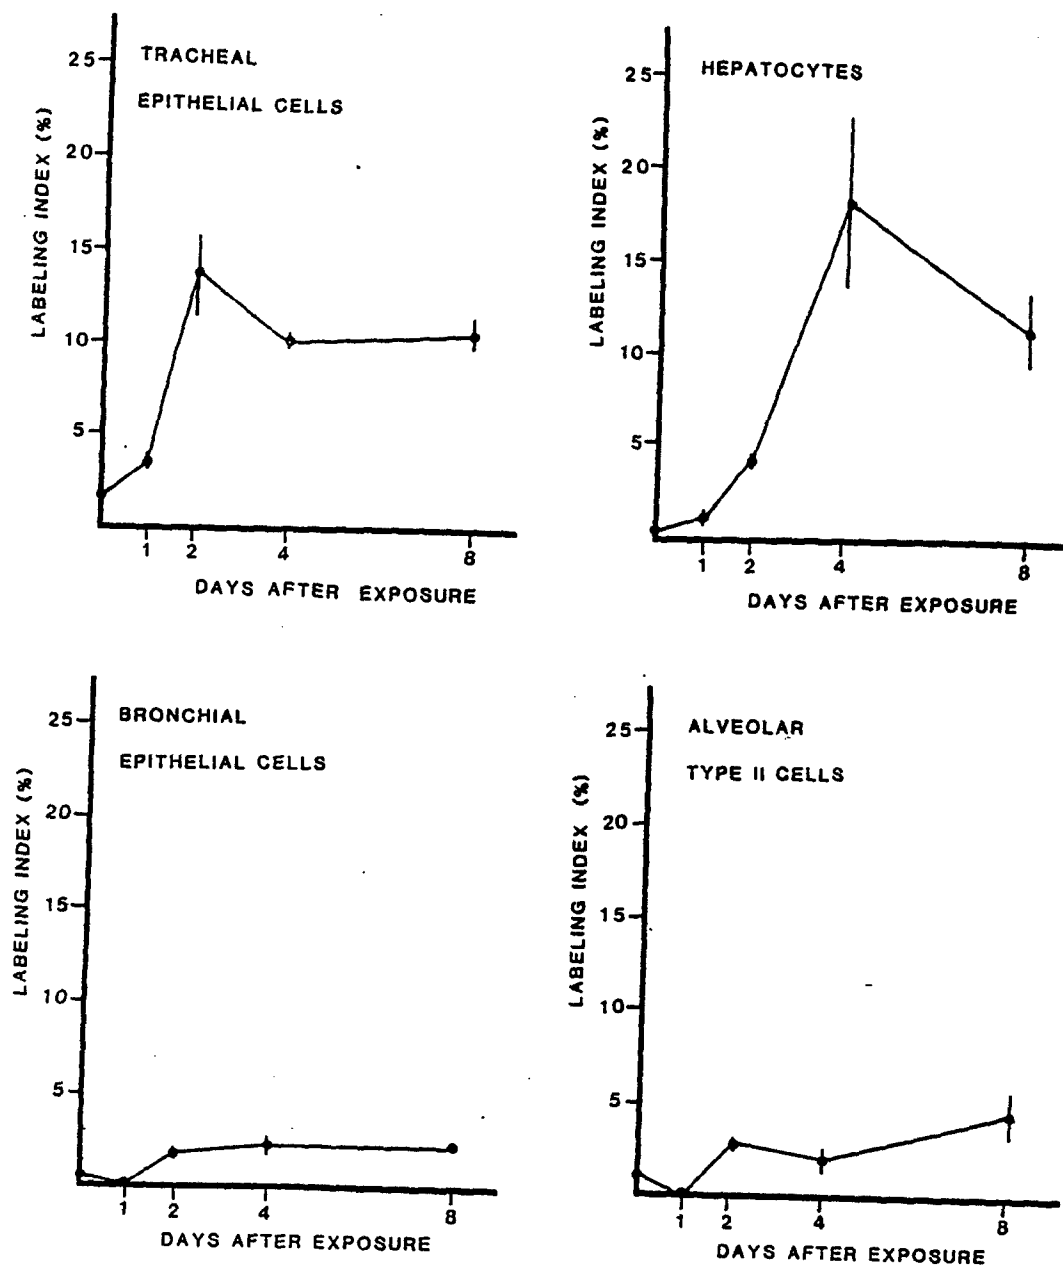 TRACHEAL
EPITHELIAL CELLS
LABELING INDEX (%)
25
20
15
10
5
1 2 4 8
DAYS AFTER EXPOSURE
HEPATOCYTES
LABELING INDEX (%)
25
20
15
10
5
1 2 4 8
DAYS AFTER EXPOSURE
BRONCHIAL
EPITHELIAL CELLS
LABELING INDEX (%)
25
20
15
10
5
1 2 4 8
DAYS AFTER EXPOSURE
ALVEOLAR
TYPE II CELLS
LABELING INDEX (%)
25
20
15
10
5
1 2 4 8
DAYS AFTER EXPOSURE